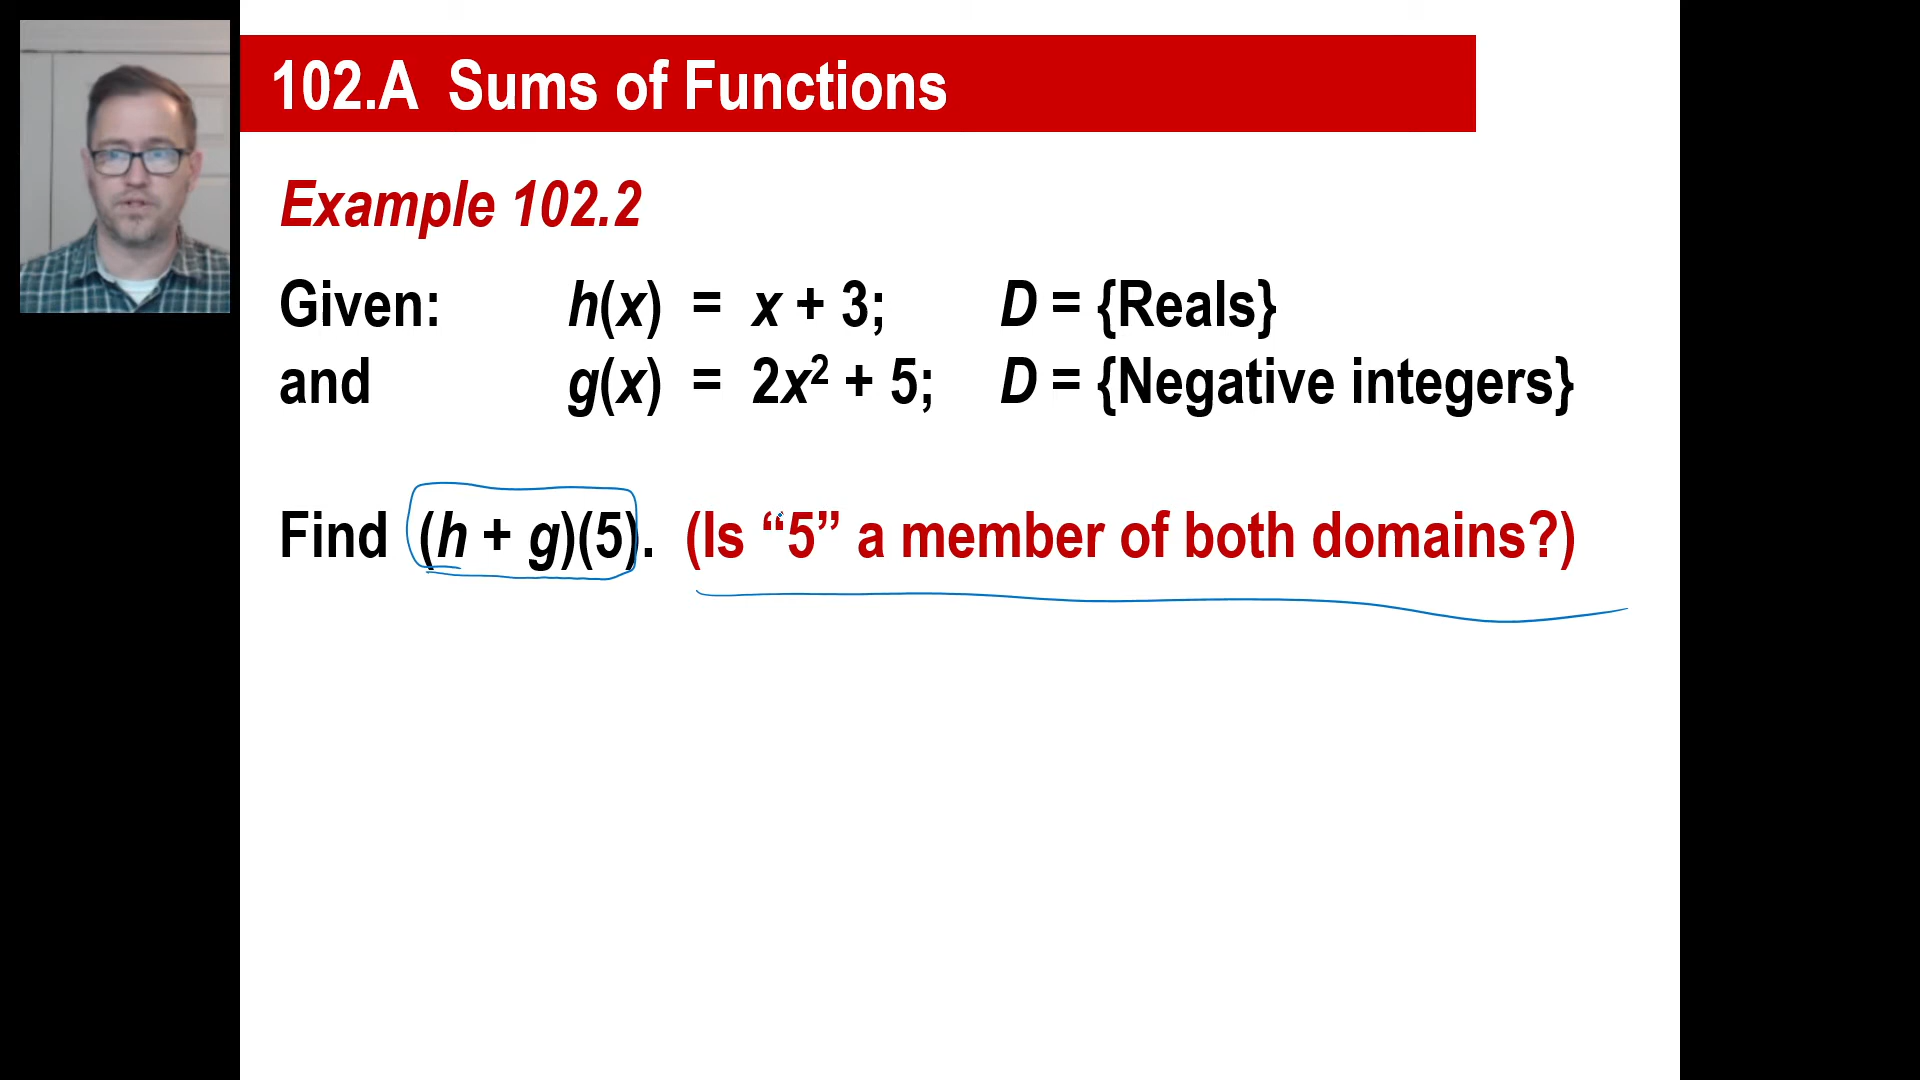 102.A Sums of Functions
Example 102.2
Given: h(x) = x + 3; D = {Reals}
and g(x) = 2x² + 5; D = {Negative integers}
Find (h + g)(5). (Is “5” a member of both domains?)